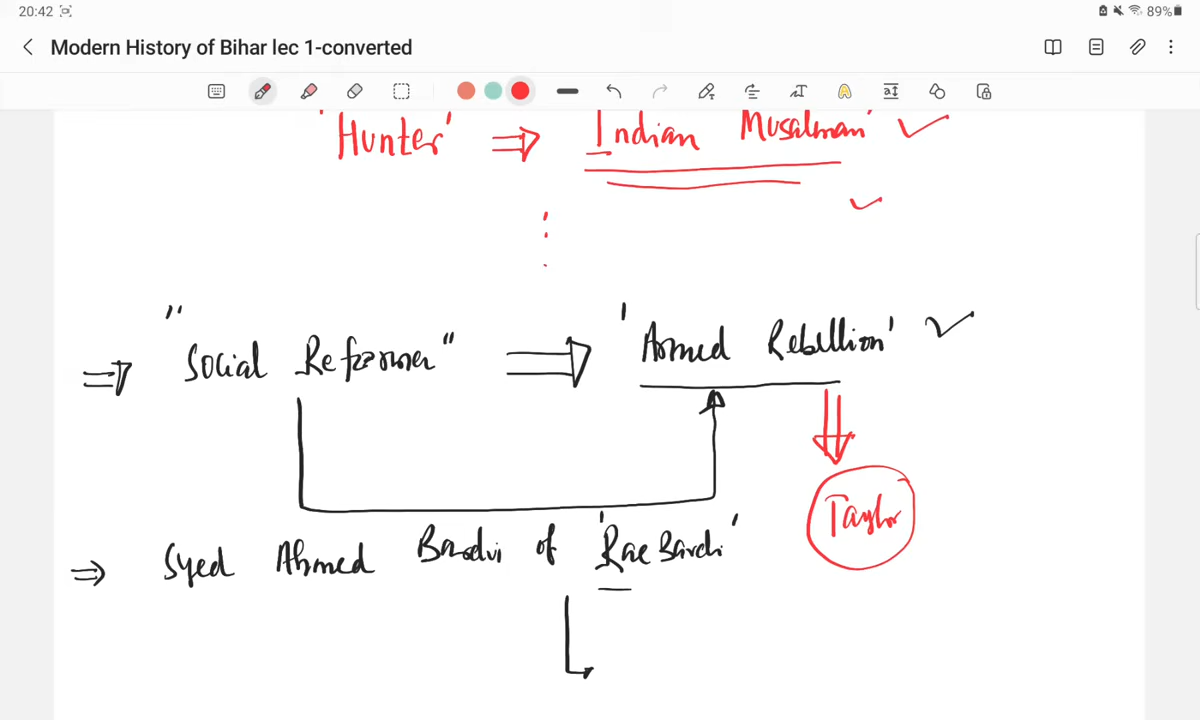 20:42 89%
Modern History of Bihar lec 1-converted
'Hunter' ⇒ Indian Musalman' ✓
✓
⇒ "Social Reformer" ⇒ 'Armed Rebellion' ✓
Taylor
⇒ Syed Ahmed of 'Rae Bareli'